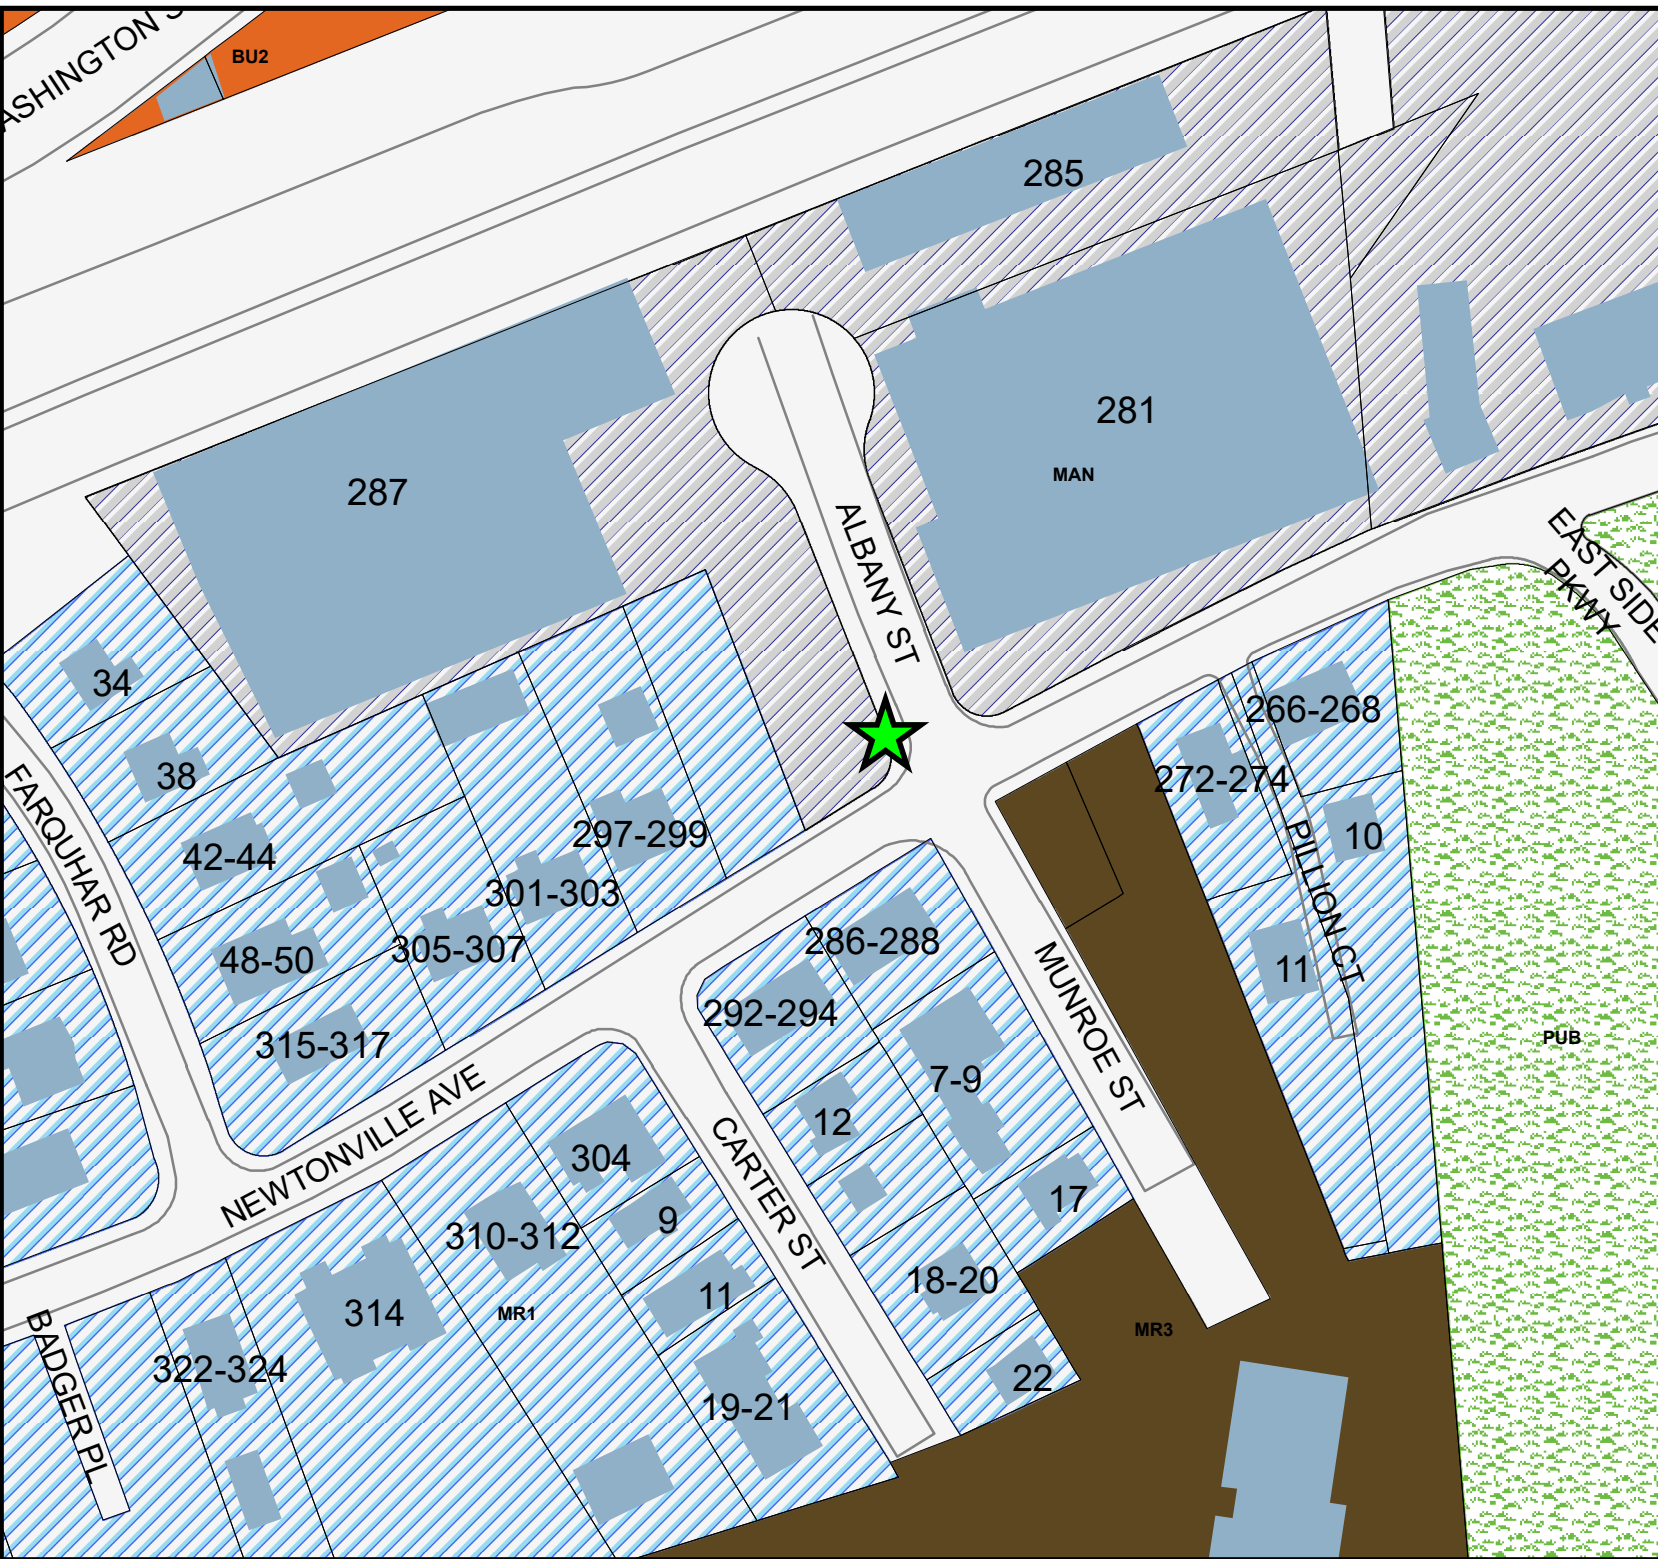 ASHINGTON S
BU2
285
281
MAN
287
ALBANY ST
EAST SIDE
PKWY
34
38
42-44
48-50
315-317
305-307
301-303
297-299
FARQUHAR RD
266-268
272-274
10
11
PILLION CT
286-288
292-294
7-9
12
17
18-20
22
MUNROE ST
PUB
NEWTONVILLE AVE
CARTER ST
304
9
310-312
11
314
MR1
MR3
322-324
19-21
BADGER PL